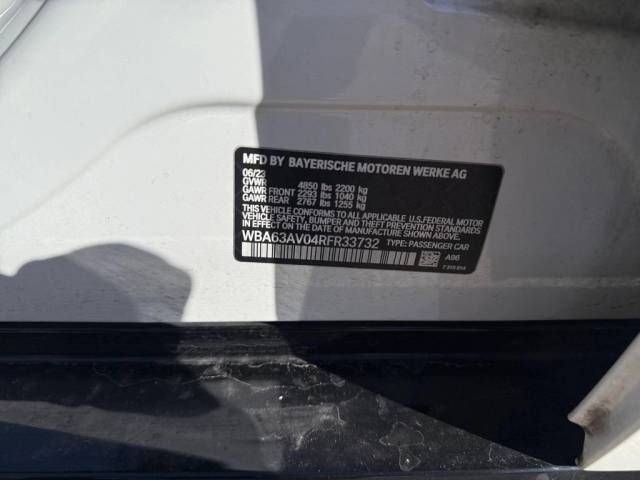 MFD BY BAYERISCHE MOTOREN WERKE AG
06/23
GVWR 4850 lbs 2200 kg
GAWR FRONT 2293 lbs 1040 kg
GAWR REAR 2767 lbs 1255 kg
THIS VEHICLE CONFORMS TO ALL APPLICABLE U.S.FEDERAL MOTOR
VEHICLE SAFETY, BUMPER AND THEFT PREVENTION STANDARDS
IN EFFECT ON THE DATE OF MANUFACTURE SHOWN ABOVE.
WBA63AV04RFR33732 TYPE: PASSENGER CAR
A96